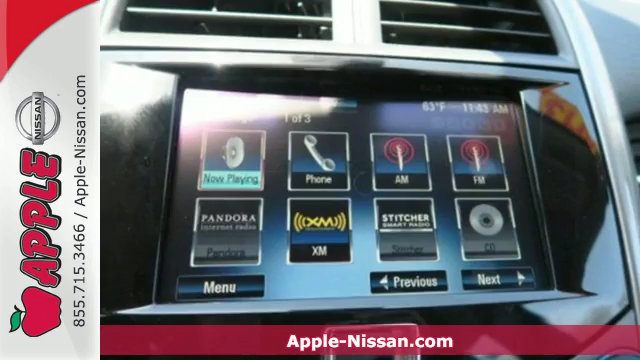 NISSAN
APPLE
855.715.3466 / Apple-Nissan.com
63°F 11:43 AM
1 of 3
Now Playing
Phone
AM
FM
PANDORA
internet radio
Pandora
((XM))
XM
STITCHER
SMART RADIO
Stitcher
CD
Menu
Previous
Next
Apple-Nissan.com